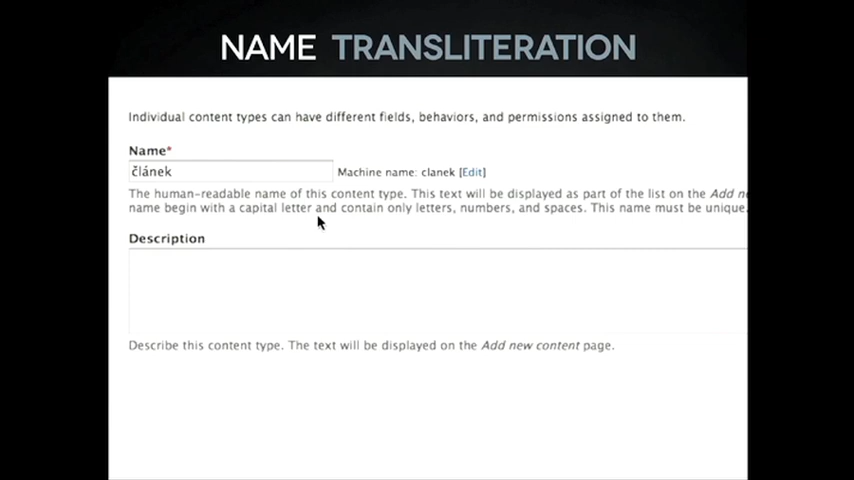 NAME TRANSLITERATION
Individual content types can have different fields, behaviors, and permissions assigned to them.
Name*
článek
Machine name: clanek [Edit]
The human-readable name of this content type. This text will be displayed as part of the list on the Add
name begin with a capital letter and contain only letters, numbers, and spaces. This name must be unique.
Description
Describe this content type. The text will be displayed on the Add new content page.